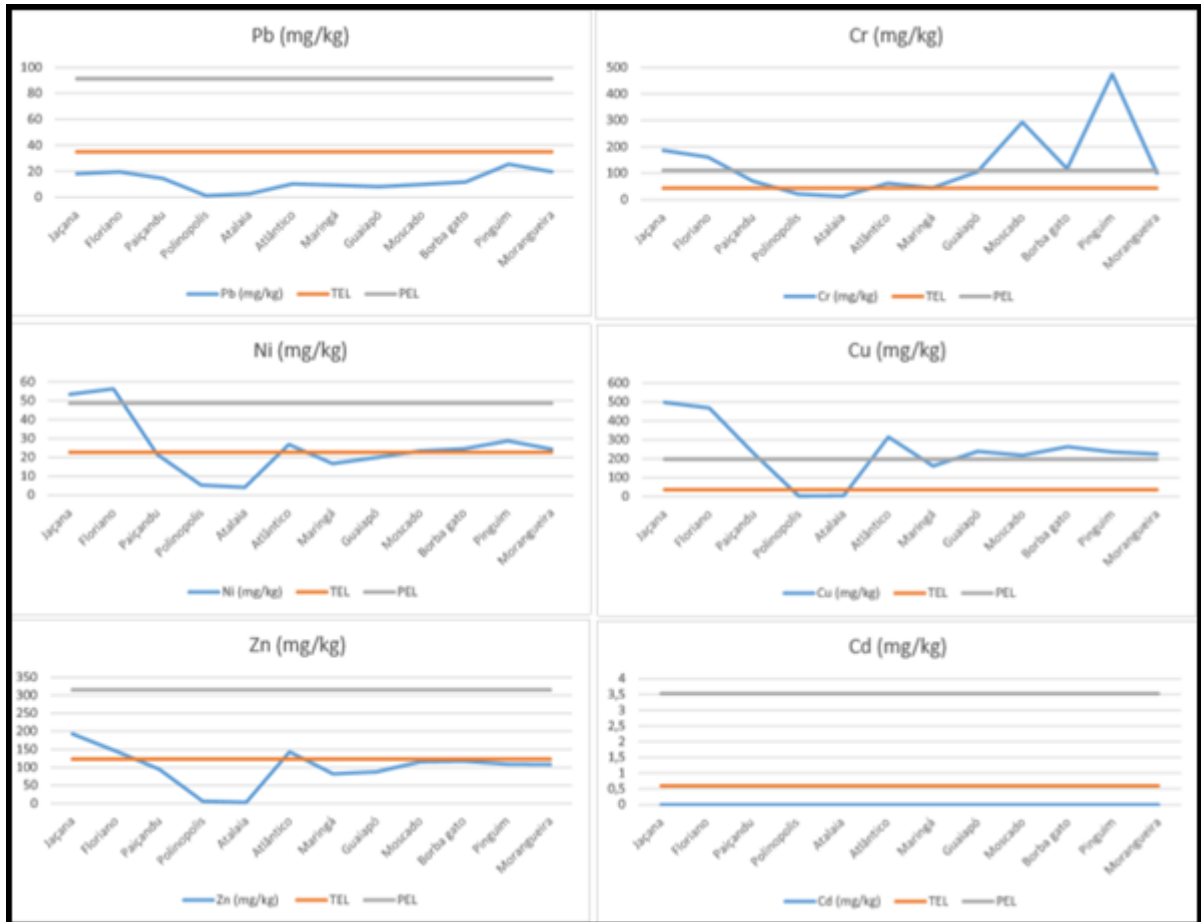 Pb (mg/kg)
100
80
60
40
20
0
Jaçana
Floriano
Paiçandu
Polinopolis
Atalaia
Atlântico
Maringá
Guaiapó
Moscado
Borba gato
Pinguim
Morangueira
Pb (mg/kg) TEL PEL
Cr (mg/kg)
500
400
300
200
100
0
Jaçana
Floriano
Paiçandu
Polinopolis
Atalaia
Atlântico
Maringá
Guaiapó
Moscado
Borba gato
Pinguim
Morangueira
Cr (mg/kg) TEL PEL
Ni (mg/kg)
60
50
40
30
20
10
0
Jaçana
Floriano
Paiçandu
Polinopolis
Atalaia
Atlântico
Maringá
Guaiapó
Moscado
Borba gato
Pinguim
Morangueira
Ni (mg/kg) TEL PEL
Cu (mg/kg)
600
500
400
300
200
100
0
Jaçana
Floriano
Paiçandu
Polinopolis
Atalaia
Atlântico
Maringá
Guaiapó
Moscado
Borba gato
Pinguim
Morangueira
Cu (mg/kg) TEL PEL
Zn (mg/kg)
350
300
250
200
150
100
50
0
Jaçana
Floriano
Paiçandu
Polinopolis
Atalaia
Atlântico
Maringá
Guaiapó
Moscado
Borba gato
Pinguim
Morangueira
Zn (mg/kg) TEL PEL
Cd (mg/kg)
4
3,5
3
2,5
2
1,5
1
0,5
0
Jaçana
Floriano
Paiçandu
Polinopolis
Atalaia
Atlântico
Maringá
Guaiapó
Moscado
Borba gato
Pinguim
Morangueira
Cd (mg/kg) TEL PEL